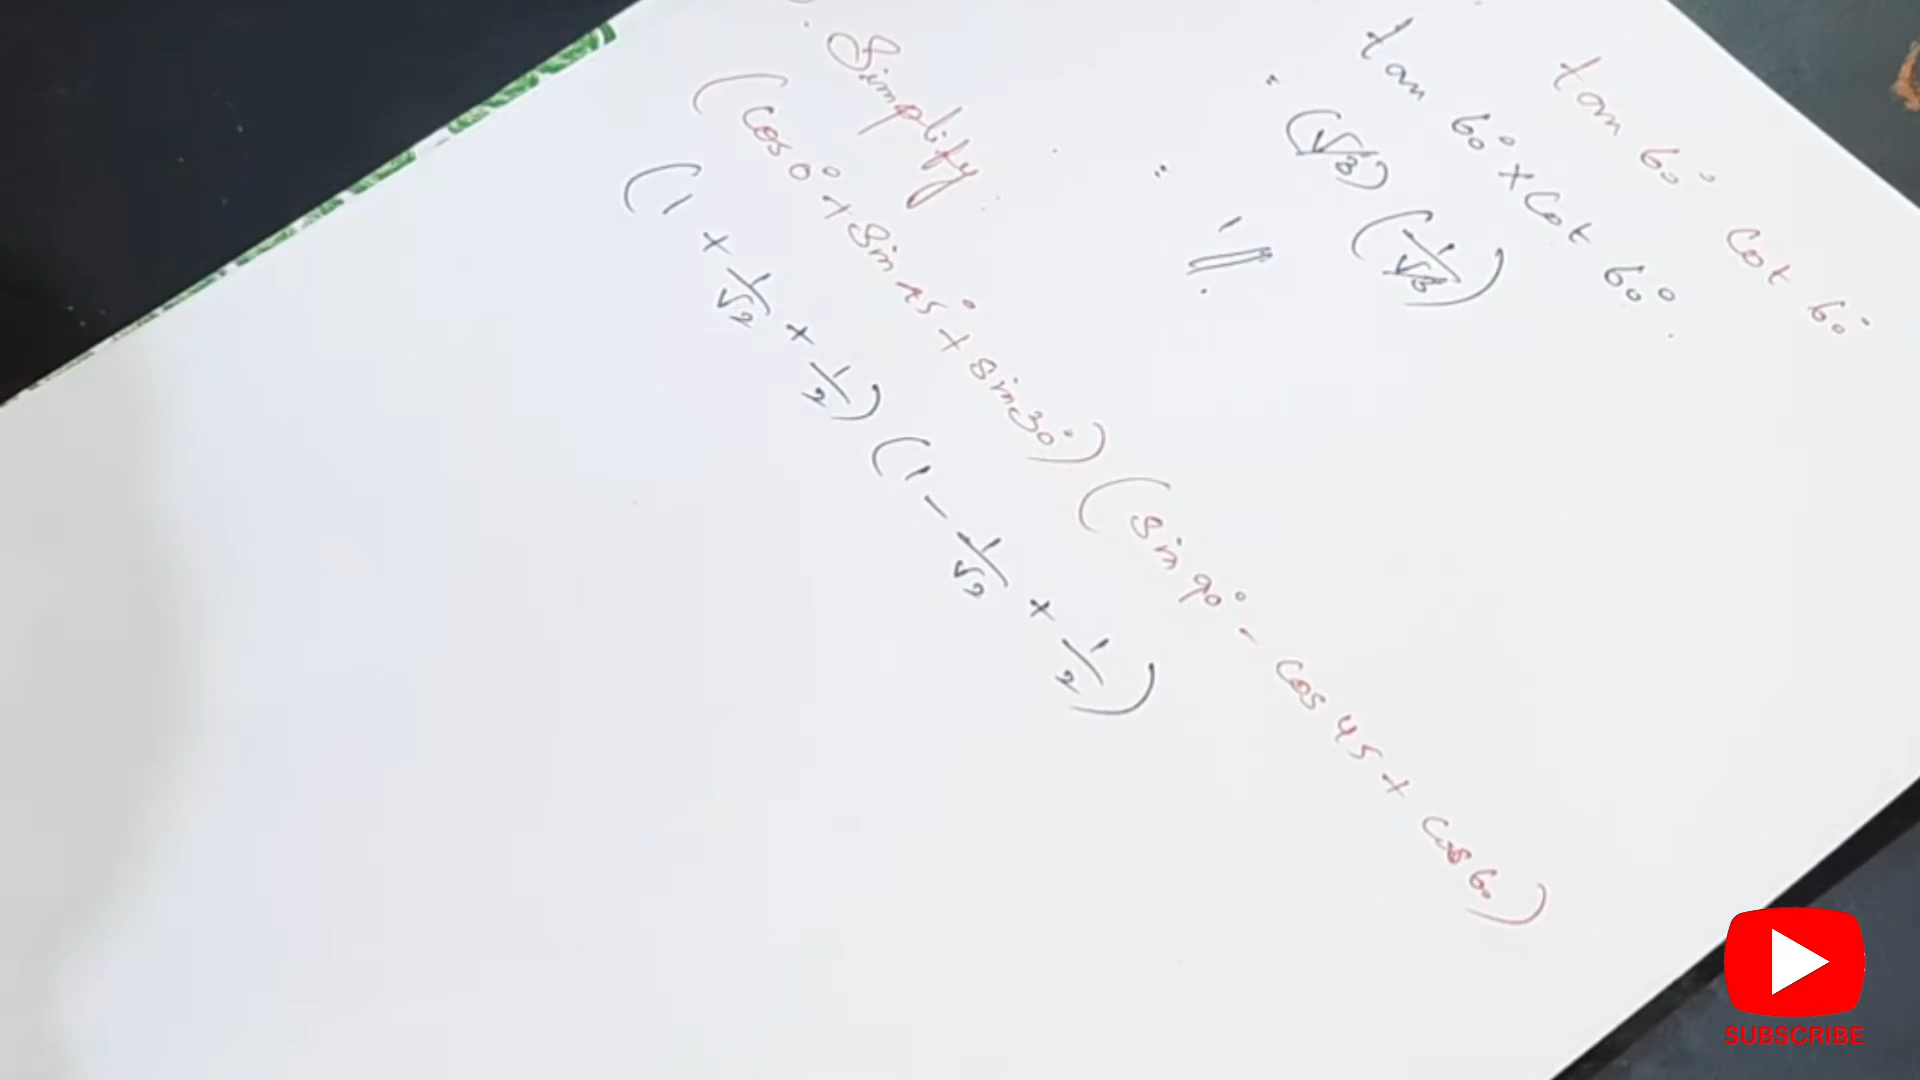 tan 60° cot 60°
tan 60° × cot 60°
= (√3) (1/√3)
= 1 //.
Simplify:
(cos 0° + sin 45° + sin 30°) (sin 90° - cos 45 + cos 60)
(1 + 1/√2 + 1/2) (1 - 1/√2 + 1/2)
SUBSCRIBE